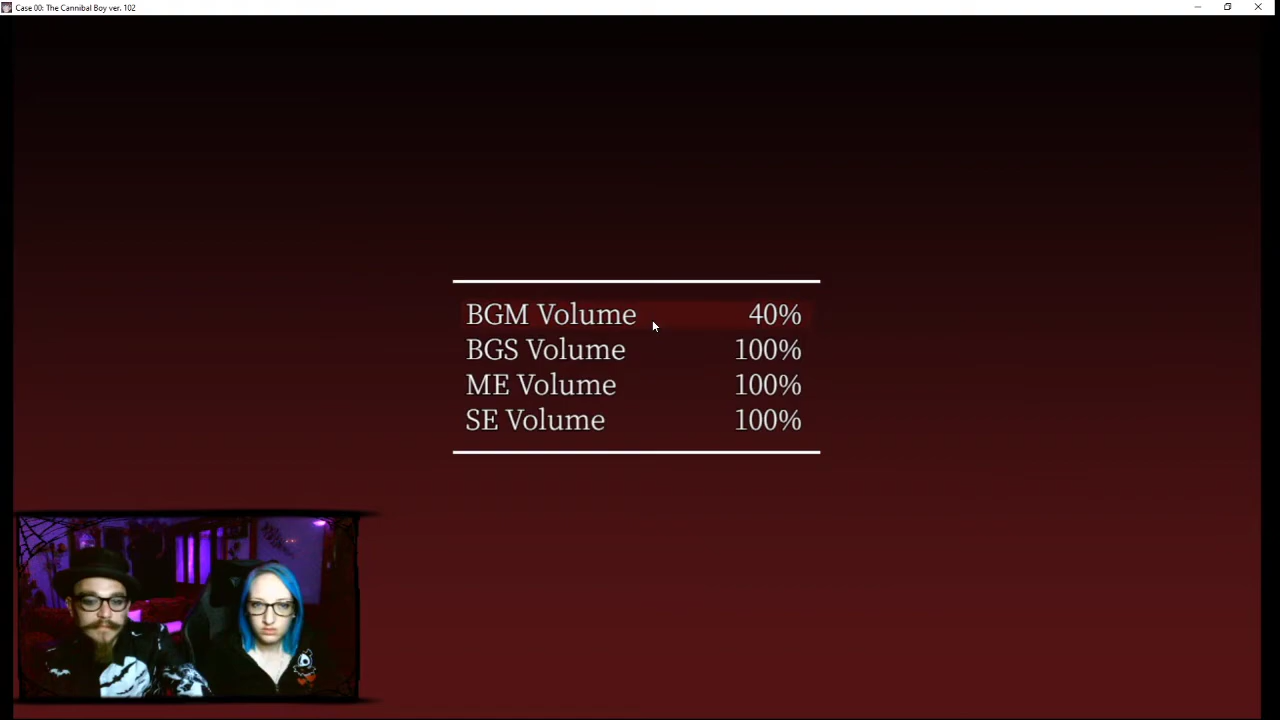 Case 00: The Cannibal Boy ver. 102
BGM Volume 40%
BGS Volume 100%
ME Volume 100%
SE Volume 100%